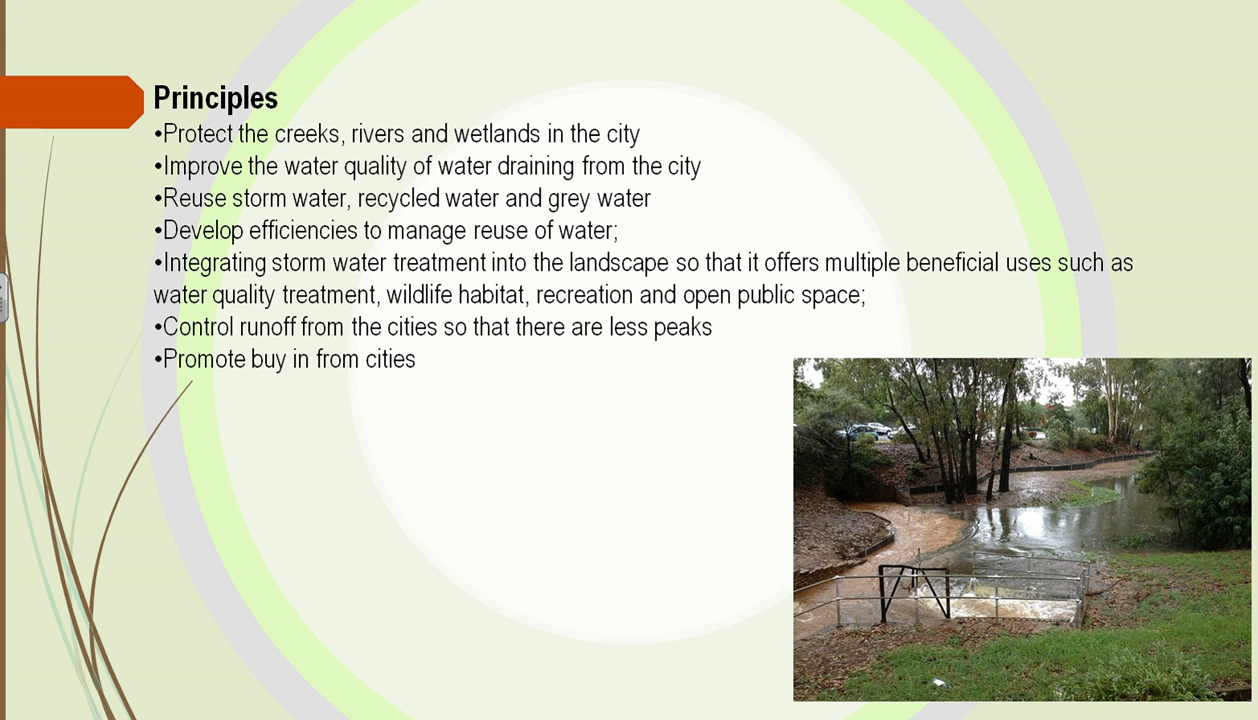 Principles
•Protect the creeks, rivers and wetlands in the city
•Improve the water quality of water draining from the city
•Reuse storm water, recycled water and grey water
•Develop efficiencies to manage reuse of water;
•Integrating storm water treatment into the landscape so that it offers multiple beneficial uses such as
water quality treatment, wildlife habitat, recreation and open public space;
•Control runoff from the cities so that there are less peaks
•Promote buy in from cities